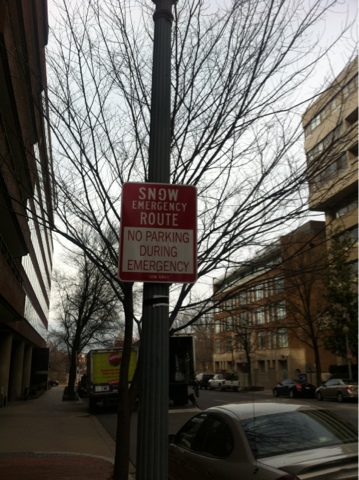 SNOW
EMERGENCY
ROUTE
NO PARKING
DURING
EMERGENCY